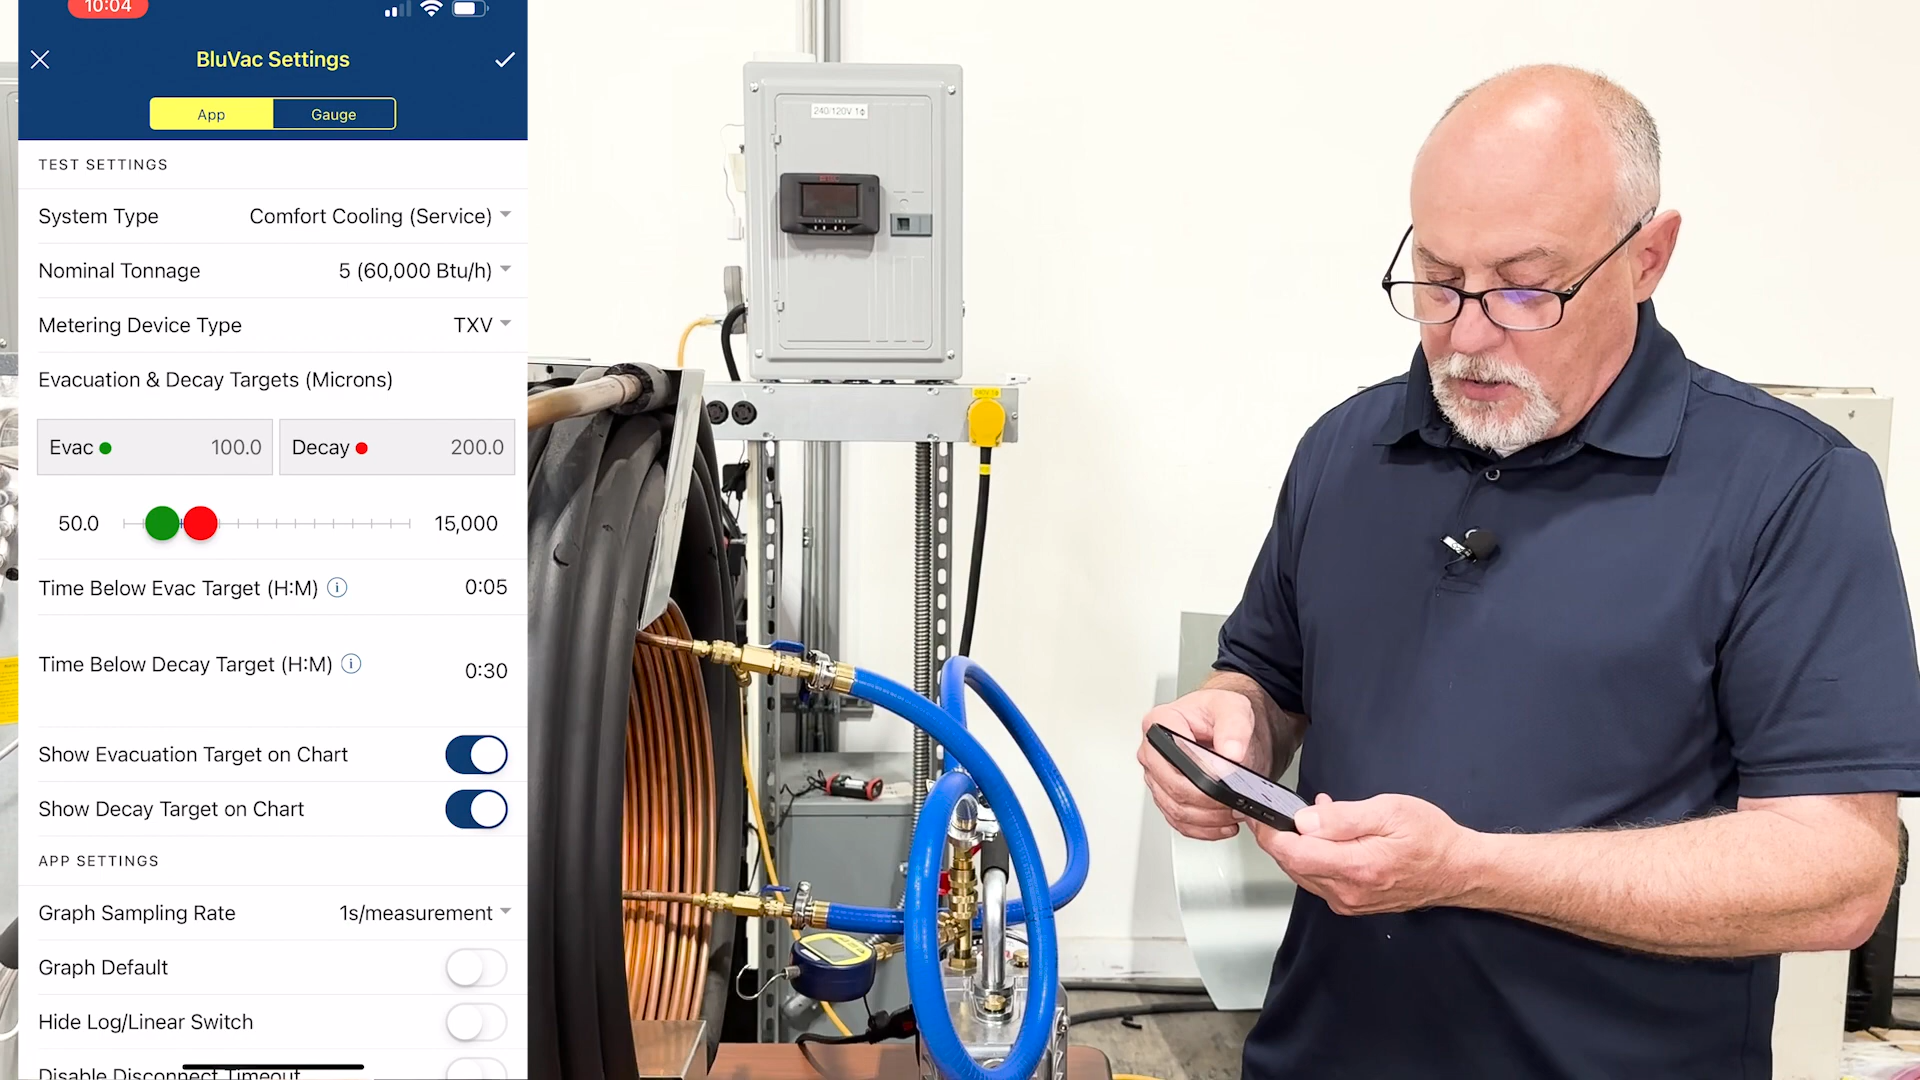 10:04
BluVac Settings
App
Gauge
TEST SETTINGS
System Type Comfort Cooling (Service)
Nominal Tonnage 5 (60,000 Btu/h)
Metering Device Type TXV
Evacuation & Decay Targets (Microns)
Evac 100.0 Decay 200.0
50.0 15,000
Time Below Evac Target (H:M) 0:05
Time Below Decay Target (H:M) 0:30
Show Evacuation Target on Chart
Show Decay Target on Chart
APP SETTINGS
Graph Sampling Rate 1s/measurement
Graph Default
Hide Log/Linear Switch
Disable Disconnect Timeout
240/120V 1ϕ